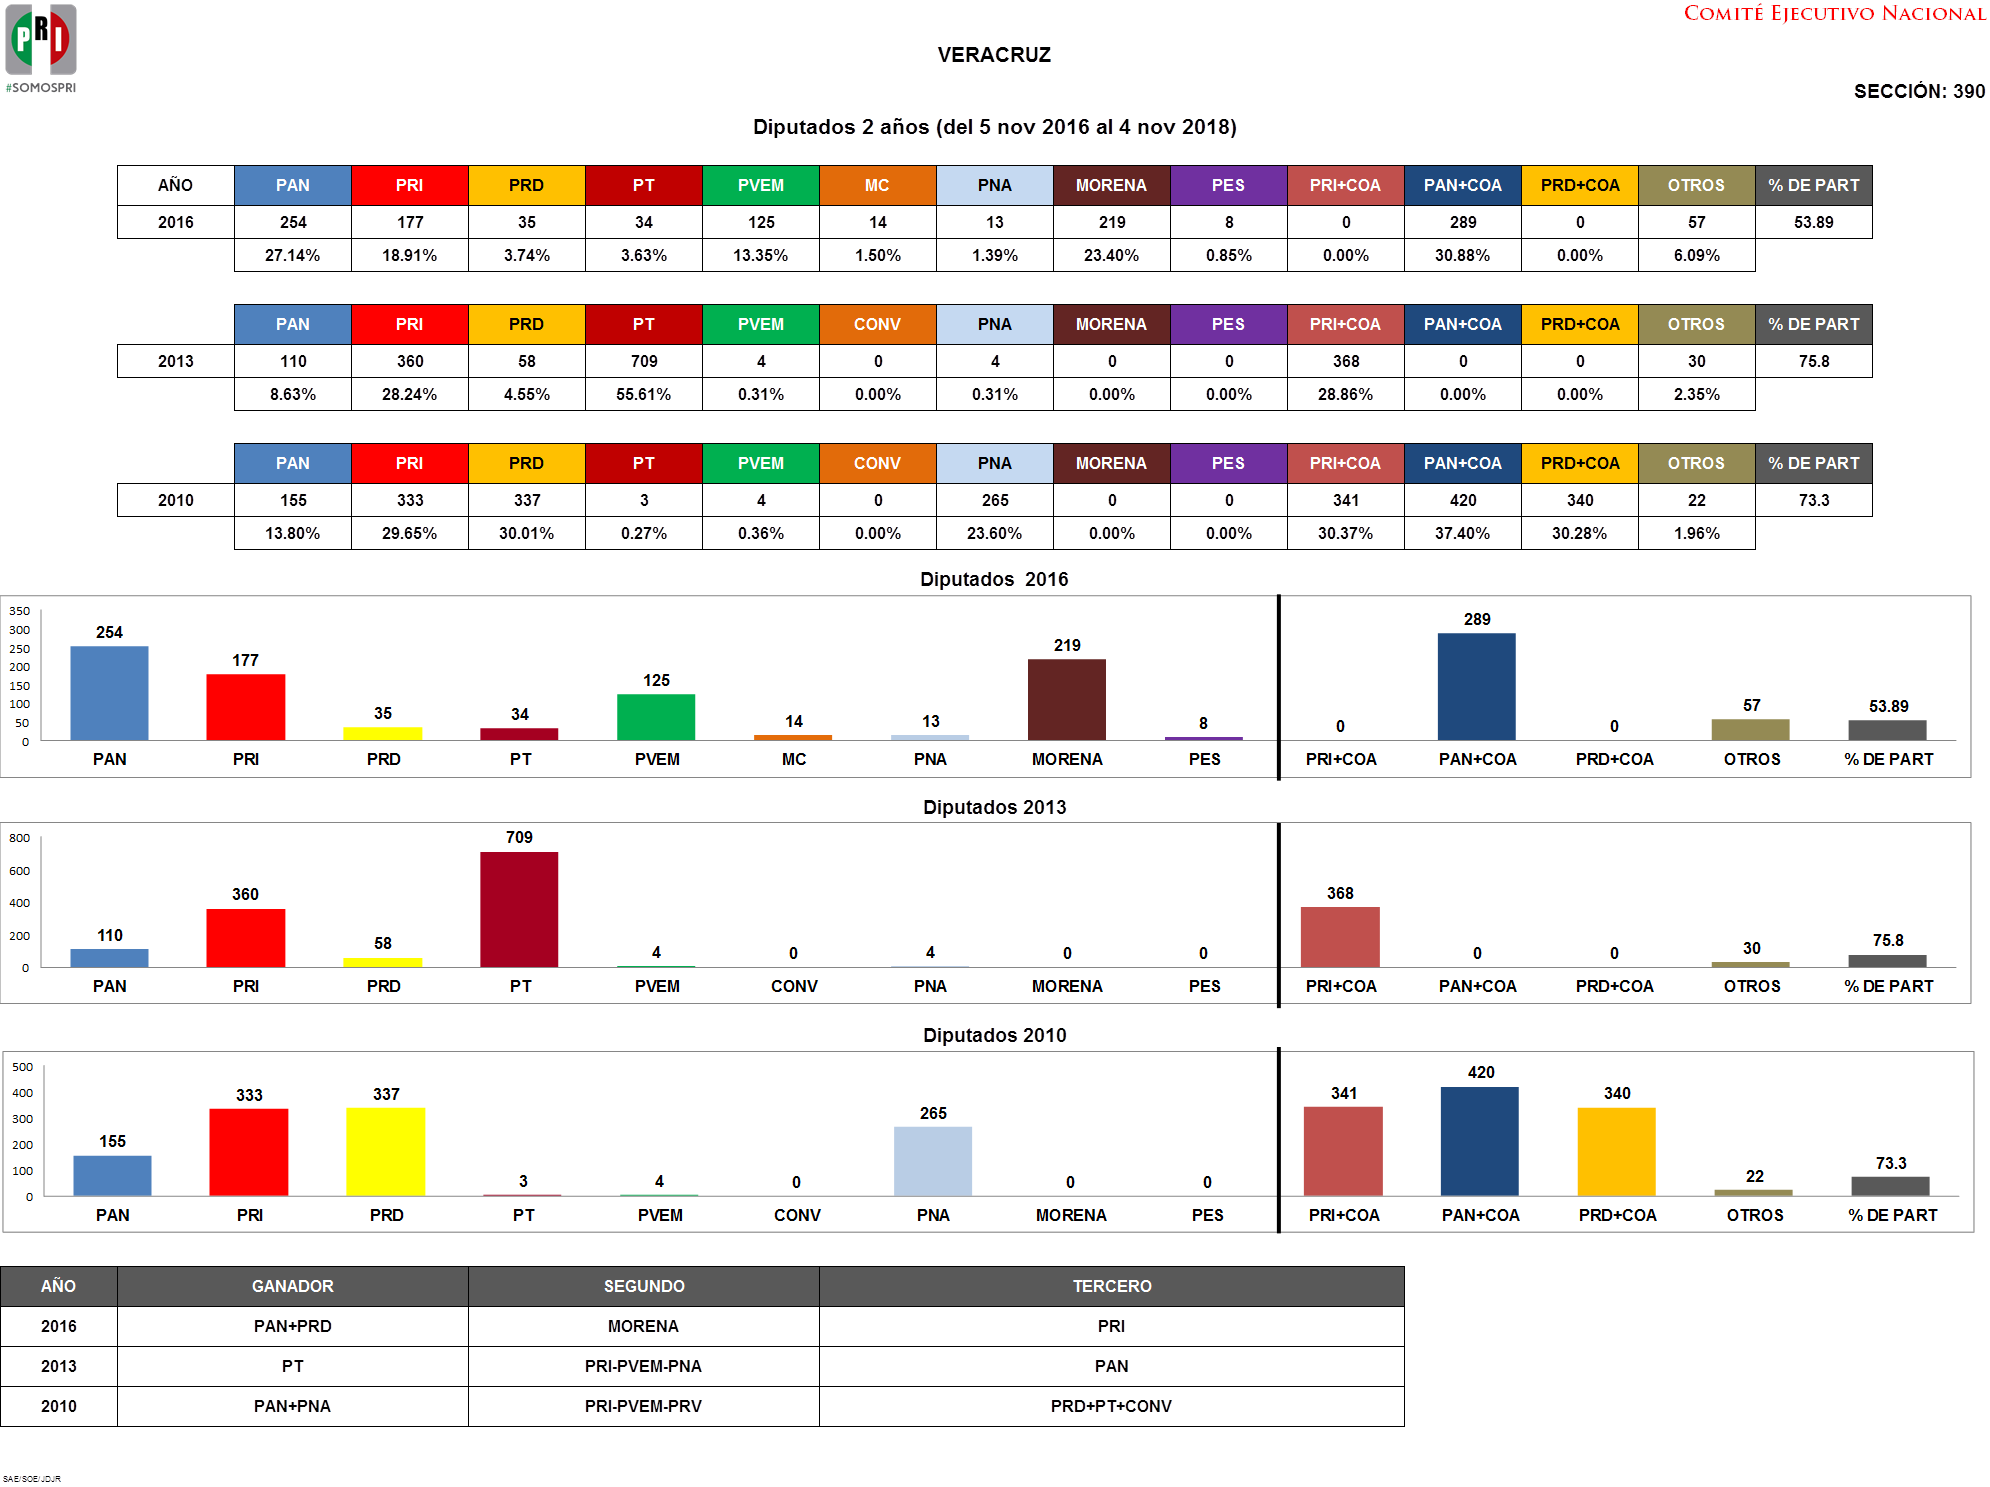 PRI
#SOMOSPRI
COMITÉ EJECUTIVO NACIONAL
VERACRUZ
SECCIÓN: 390
Diputados 2 años (del 5 nov 2016 al 4 nov 2018)
AÑO PAN PRI PRD PT PVEM MC PNA MORENA PES PRI+COA PAN+COA PRD+COA OTROS % DE PART
2016 254 177 35 34 125 14 13 219 8 0 289 0 57 53.89
27.14% 18.91% 3.74% 3.63% 13.35% 1.50% 1.39% 23.40% 0.85% 0.00% 30.88% 0.00% 6.09%
PAN PRI PRD PT PVEM CONV PNA MORENA PES PRI+COA PAN+COA PRD+COA OTROS % DE PART
2013 110 360 58 709 4 0 4 0 0 368 0 0 30 75.8
8.63% 28.24% 4.55% 55.61% 0.31% 0.00% 0.31% 0.00% 0.00% 28.86% 0.00% 0.00% 2.35%
PAN PRI PRD PT PVEM CONV PNA MORENA PES PRI+COA PAN+COA PRD+COA OTROS % DE PART
2010 155 333 337 3 4 0 265 0 0 341 420 340 22 73.3
13.80% 29.65% 30.01% 0.27% 0.36% 0.00% 23.60% 0.00% 0.00% 30.37% 37.40% 30.28% 1.96%
Diputados 2016
350
300
250
200
150
100
50
0
254 177 35 34 125 14 13 219 8 0 289 0 57 53.89
PAN PRI PRD PT PVEM MC PNA MORENA PES PRI+COA PAN+COA PRD+COA OTROS % DE PART
Diputados 2013
800
600
400
200
0
110 360 58 709 4 0 4 0 0 368 0 0 30 75.8
PAN PRI PRD PT PVEM CONV PNA MORENA PES PRI+COA PAN+COA PRD+COA OTROS % DE PART
Diputados 2010
500
400
300
200
100
0
155 333 337 3 4 0 265 0 0 341 420 340 22 73.3
PAN PRI PRD PT PVEM CONV PNA MORENA PES PRI+COA PAN+COA PRD+COA OTROS % DE PART
AÑO GANADOR SEGUNDO TERCERO
2016 PAN+PRD MORENA PRI
2013 PT PRI-PVEM-PNA PAN
2010 PAN+PNA PRI-PVEM-PRV PRD+PT+CONV
SAE/SOE/JDJR